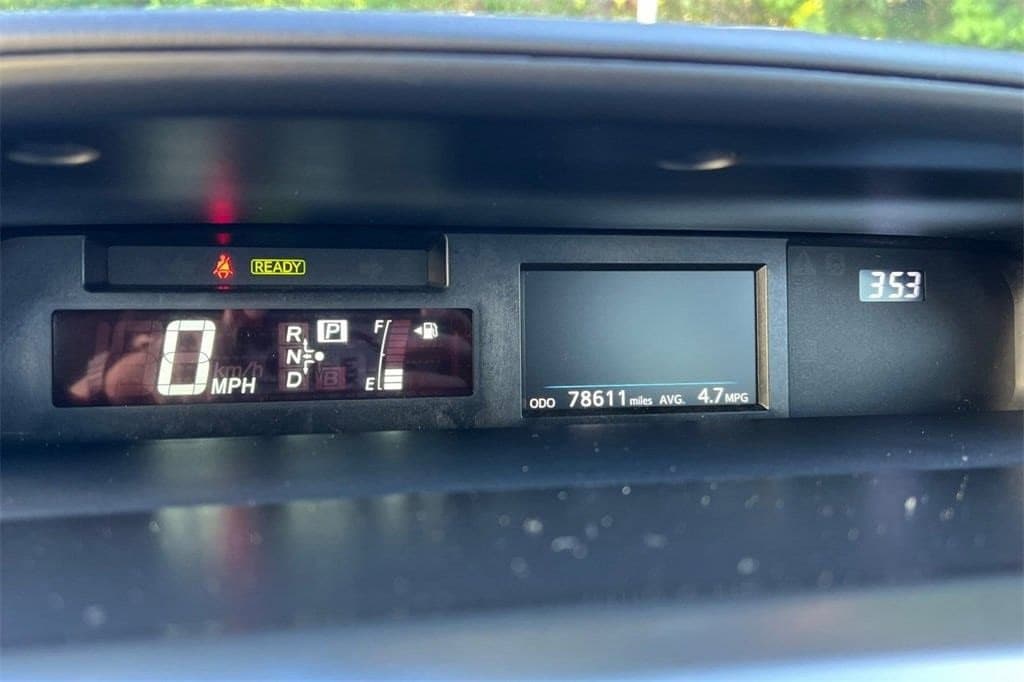 READY
353
0 MPH
km/h
R P
N
D B
F
E
ODO 78611 miles AVG. 4.7 MPG